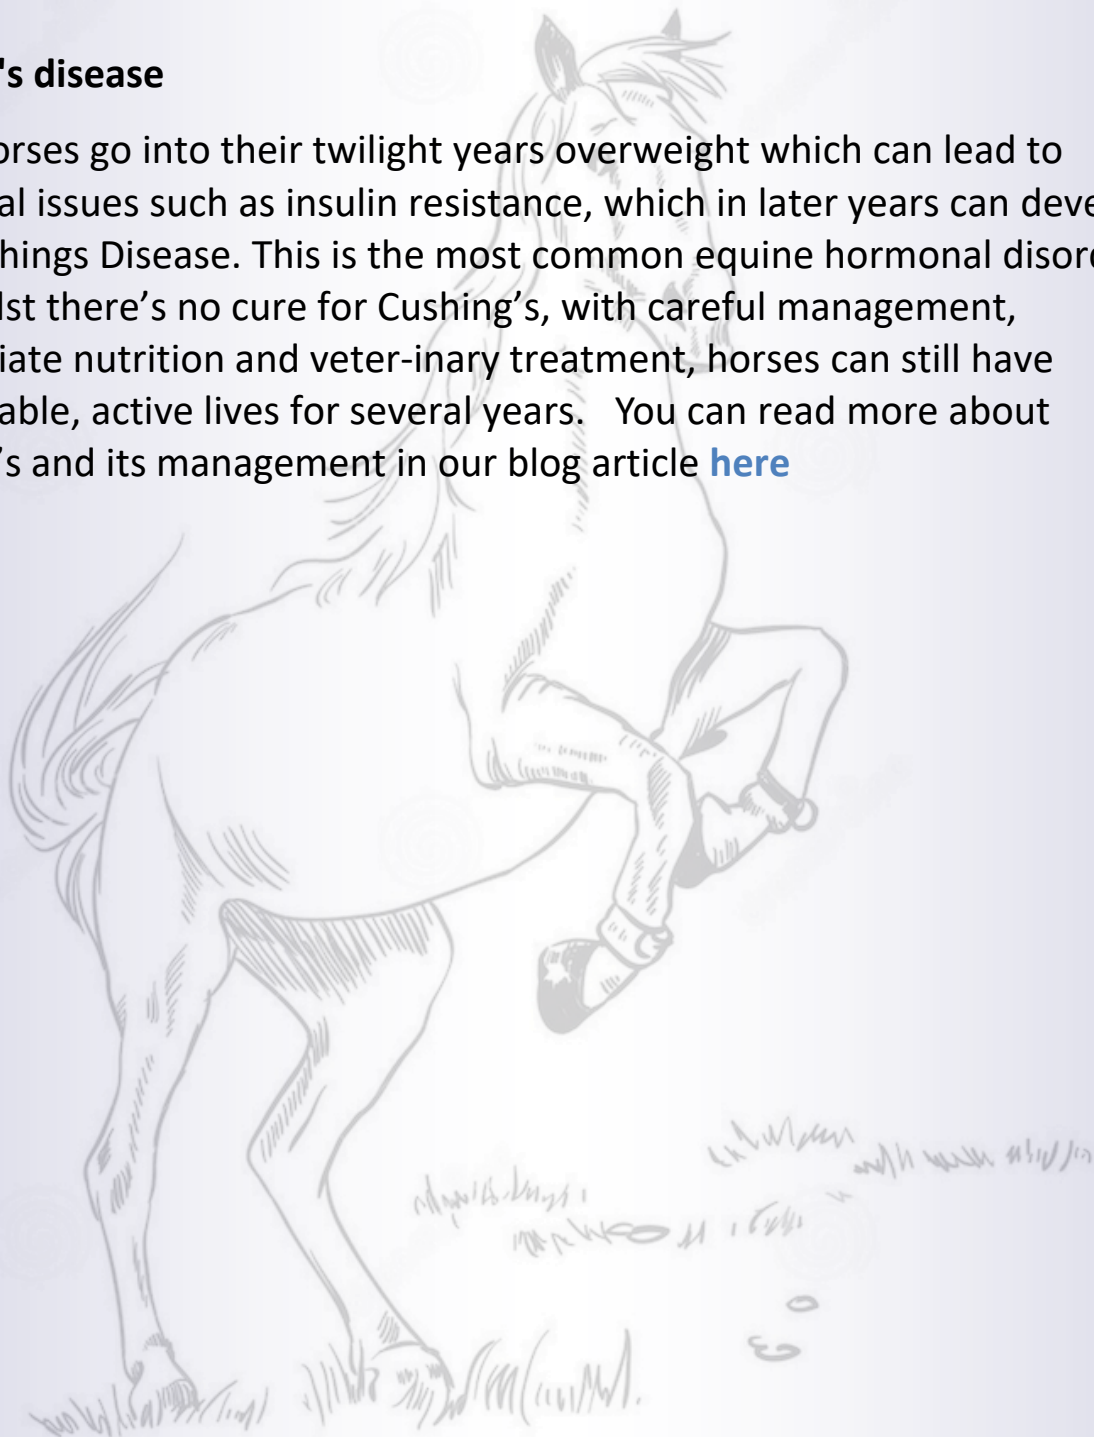 's disease
orses go into their twilight years overweight which can lead to
al issues such as insulin resistance, which in later years can deve
hings Disease. This is the most common equine hormonal disord
lst there’s no cure for Cushing’s, with careful management,
iate nutrition and veter-inary treatment, horses can still have
able, active lives for several years.   You can read more about
’s and its management in our blog article here